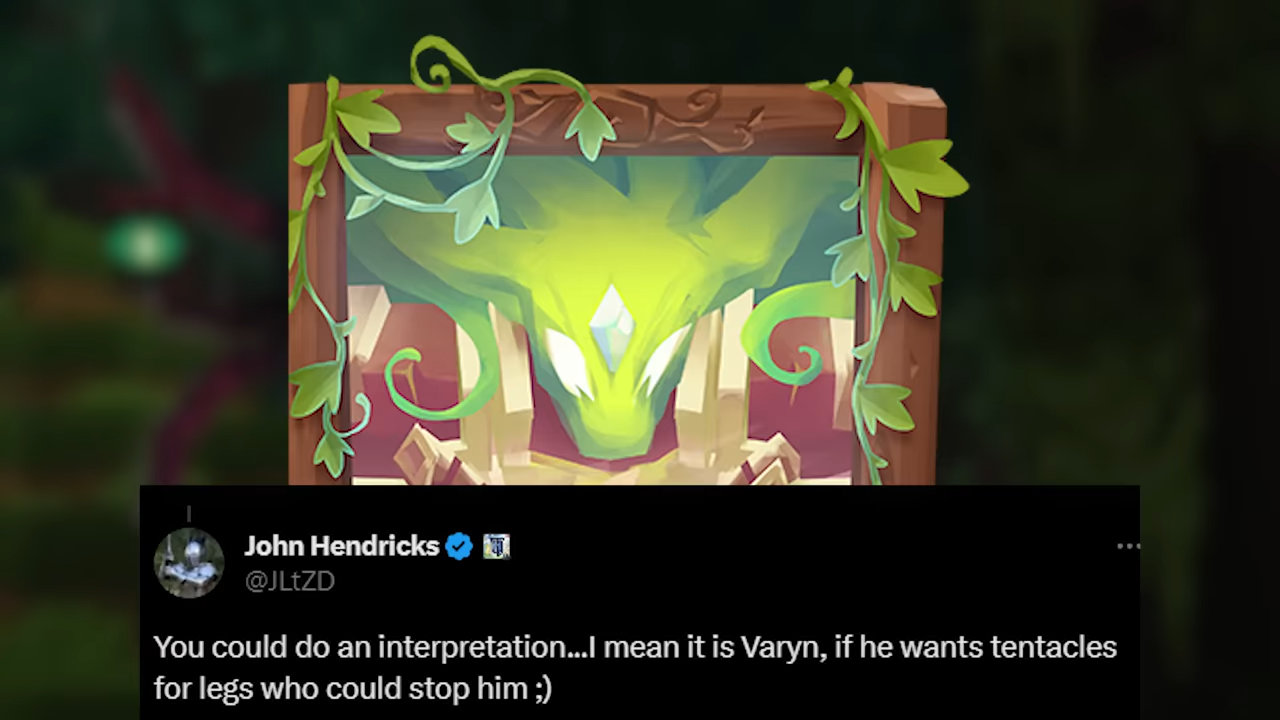 John Hendricks
@JLtZD
You could do an interpretation...I mean it is Varyn, if he wants tentacles
for legs who could stop him ;)